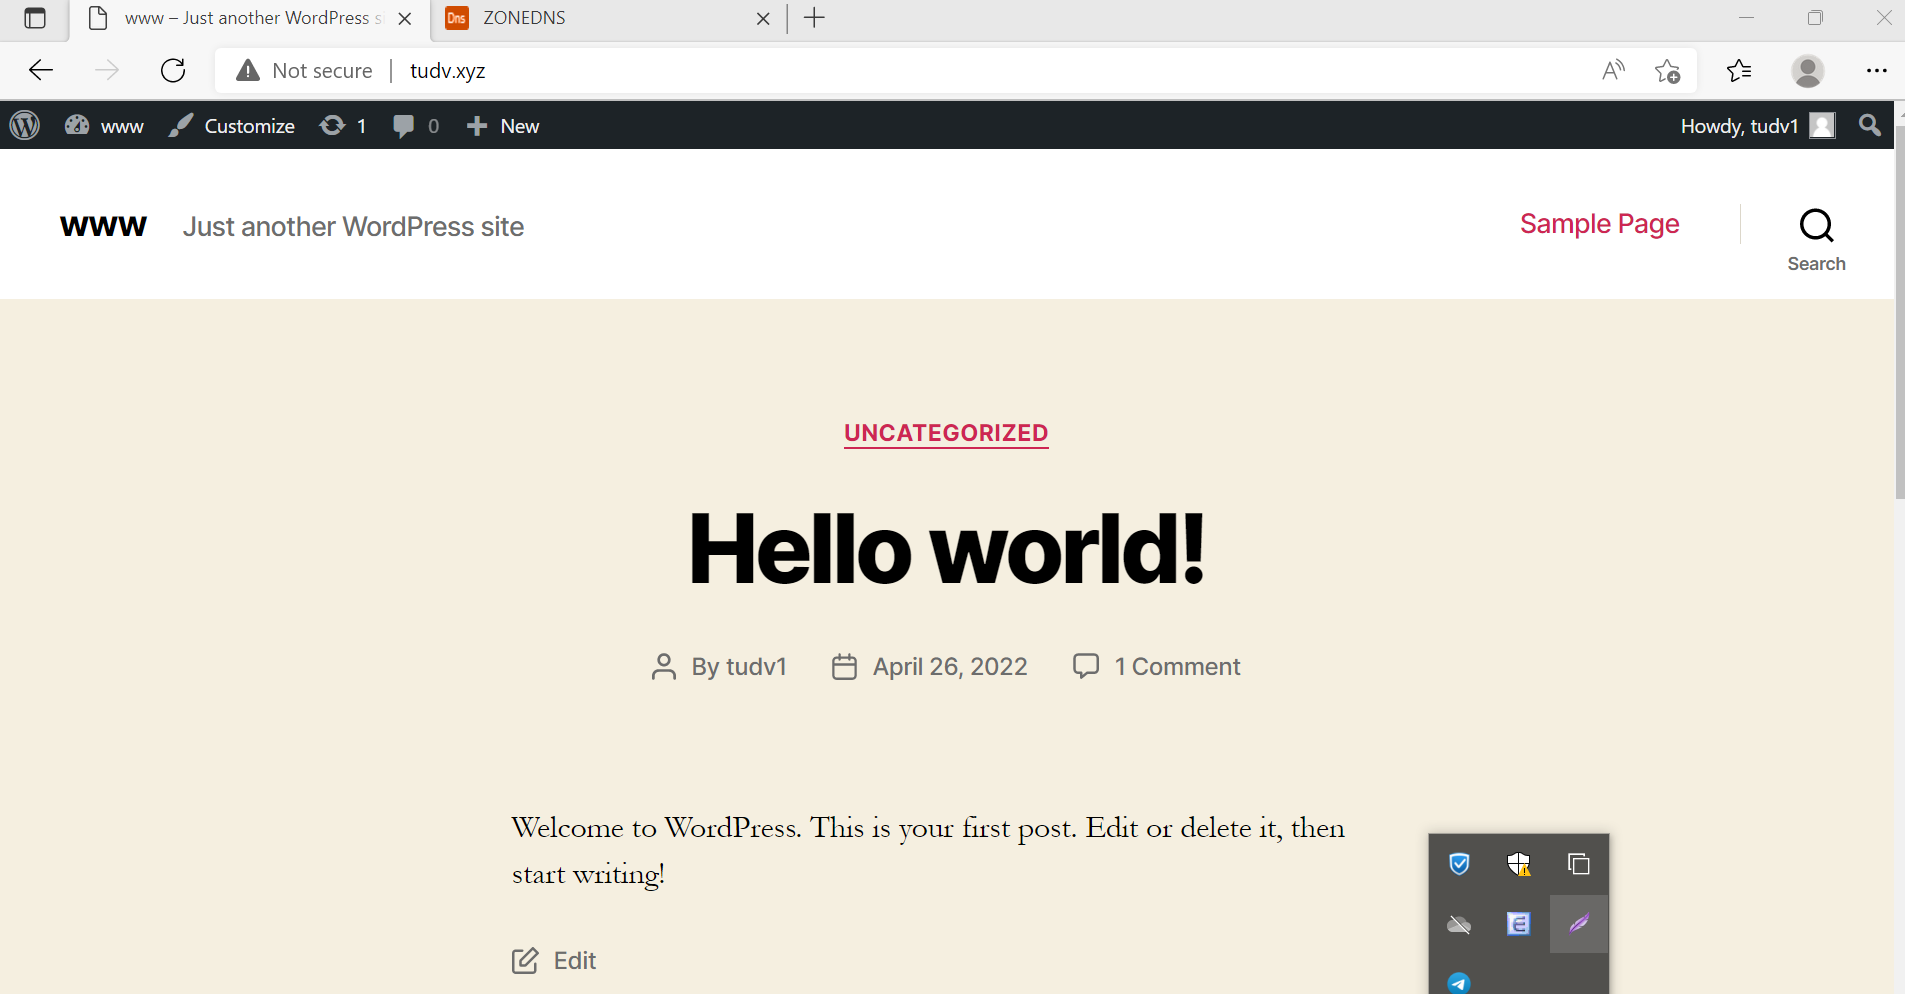 www – Just another WordPress s
Dns ZONEDNS
Not secure tudv.xyz
www Customize 1 0 New Howdy, tudv1
www Just another WordPress site
Sample Page
Search
UNCATEGORIZED
Hello world!
By tudv1 April 26, 2022 1 Comment
Welcome to WordPress. This is your first post. Edit or delete it, then
start writing!
Edit